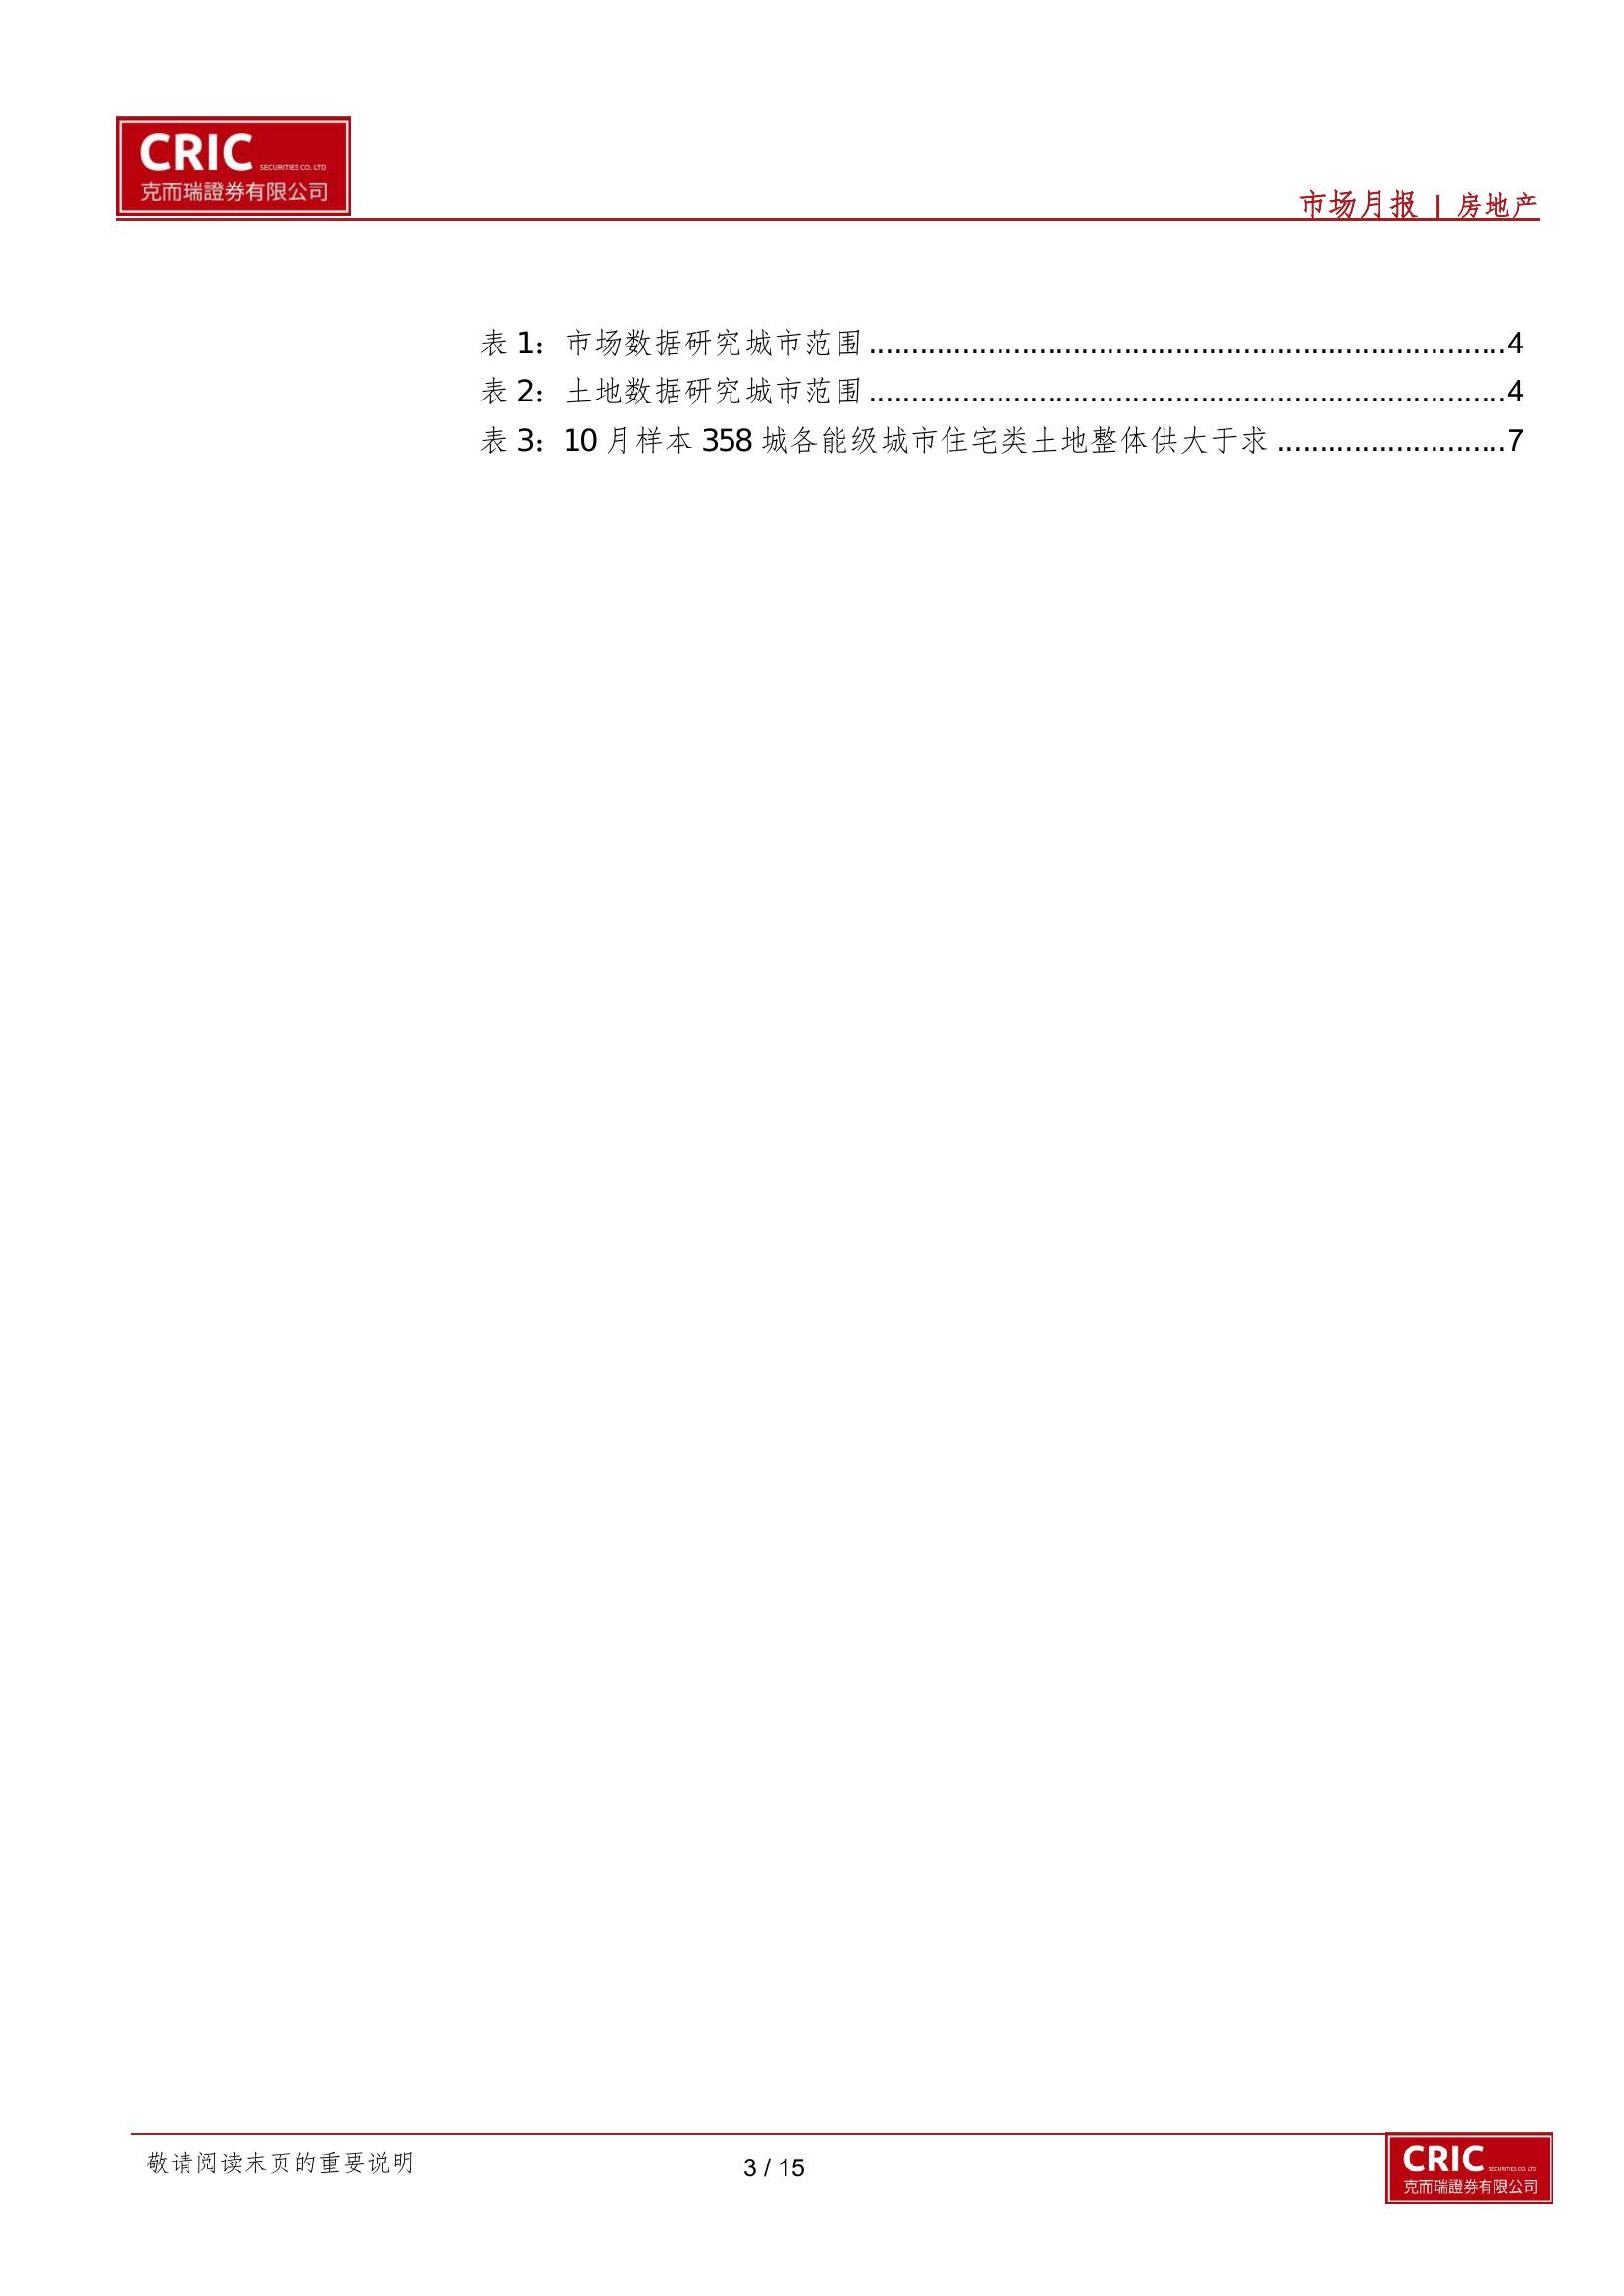 CRIC SECURITIES CO. LTD
克而瑞證券有限公司
市场月报 | 房地产
表 1: 市场数据研究城市范围...........................................................................4
表 2: 土地数据研究城市范围...........................................................................4
表 3: 10 月样本 358 城各能级城市住宅类土地整体供大于求...........................7
敬请阅读末页的重要说明
3 / 15
CRIC SECURITIES CO. LTD
克而瑞證券有限公司